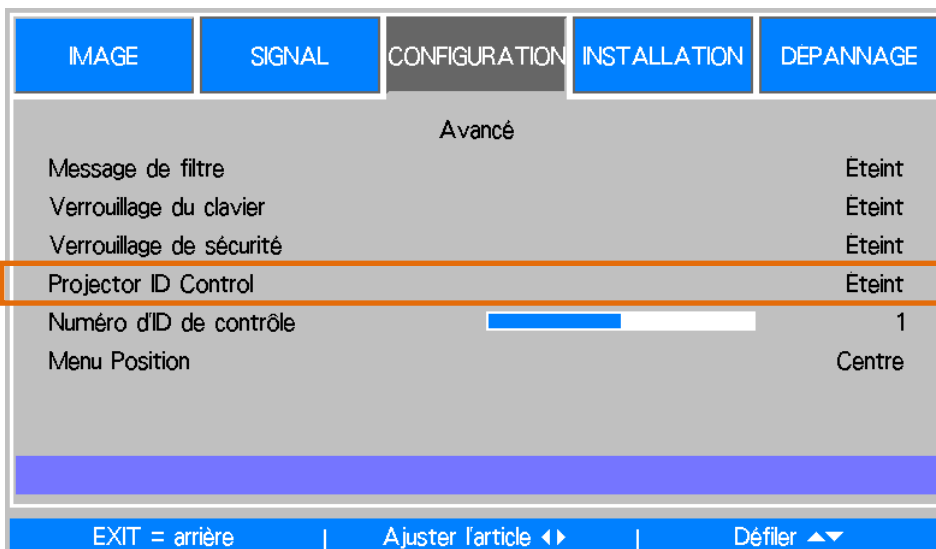 IMAGE SIGNAL CONFIGURATION INSTALLATION DÉPANNAGE
Avancé
Message de filtre Éteint
Verrouillage du clavier Éteint
Verrouillage de sécurité Éteint
Projector ID Control Éteint
Numéro d'ID de contrôle 1
Menu Position Centre
EXIT = arrière | Ajuster l'article ◂▸ | Défiler ▴▾